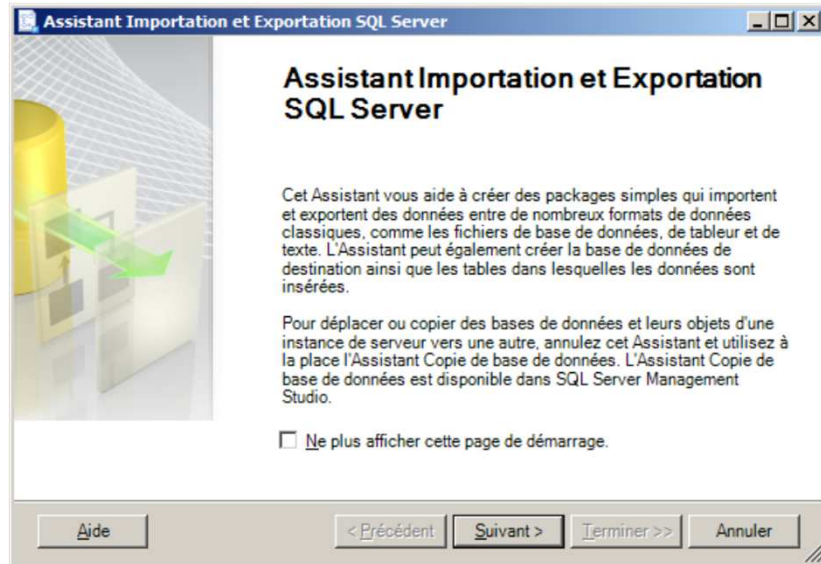 Assistant Importation et Exportation SQL Server
Assistant Importation et Exportation
SQL Server
Cet Assistant vous aide à créer des packages simples qui importent
et exportent des données entre de nombreux formats de données
classiques, comme les fichiers de base de données, de tableur et de
texte. L'Assistant peut également créer la base de données de
destination ainsi que les tables dans lesquelles les données sont
insérées.
Pour déplacer ou copier des bases de données et leurs objets d'une
instance de serveur vers une autre, annulez cet Assistant et utilisez à
la place l'Assistant Copie de base de données. L'Assistant Copie de
base de données est disponible dans SQL Server Management
Studio.
Ne plus afficher cette page de démarrage.
Aide
< Précédent
Suivant >
Terminer >>
Annuler